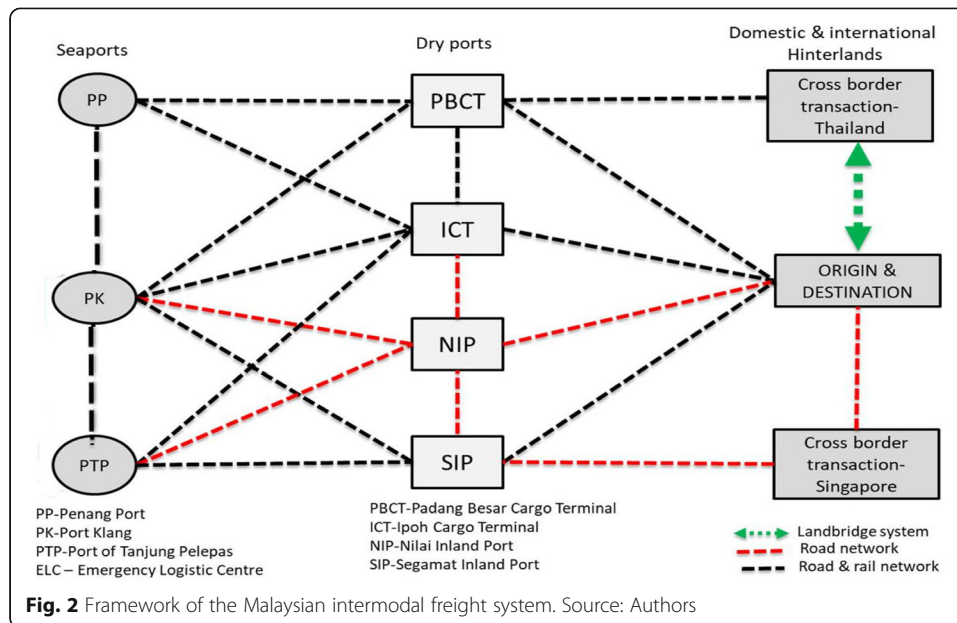 Seaports
Dry ports
Domestic & international
Hinterlands
PP
PBCT
Cross border
transaction-
Thailand
ICT
PK
ORIGIN &
DESTINATION
NIP
PTP
SIP
Cross border
transaction-
Singapore
PP-Penang Port
PK-Port Klang
PTP-Port of Tanjung Pelepas
ELC – Emergency Logistic Centre
PBCT-Padang Besar Cargo Terminal
ICT-Ipoh Cargo Terminal
NIP-Nilai Inland Port
SIP-Segamat Inland Port
Landbridge system
Road network
Road & rail network
Fig. 2 Framework of the Malaysian intermodal freight system. Source: Authors